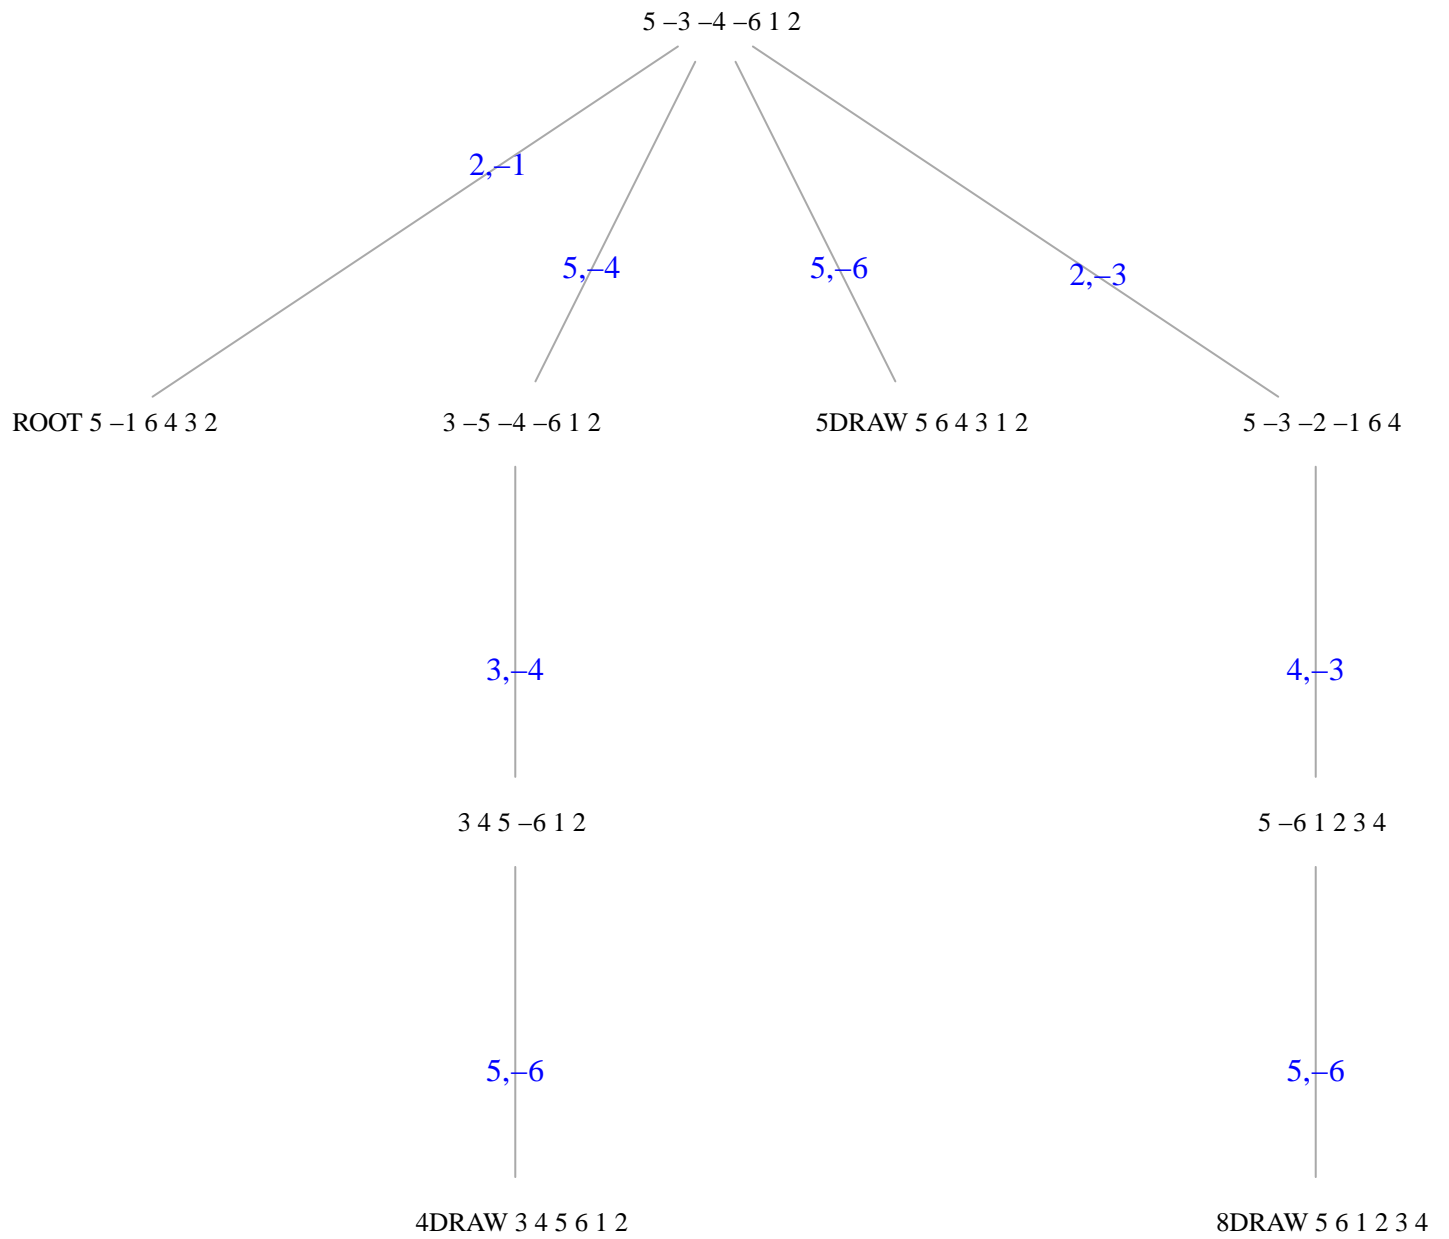 5 –3 –4 –6 1 2
2,–1
5,–4
5,–6
2,–3
ROOT 5 –1 6 4 3 2
3 –5 –4 –6 1 2
5DRAW 5 6 4 3 1 2
5 –3 –2 –1 6 4
3,–4
4,–3
3 4 5 –6 1 2
5 –6 1 2 3 4
5,–6
5,–6
4DRAW 3 4 5 6 1 2
8DRAW 5 6 1 2 3 4